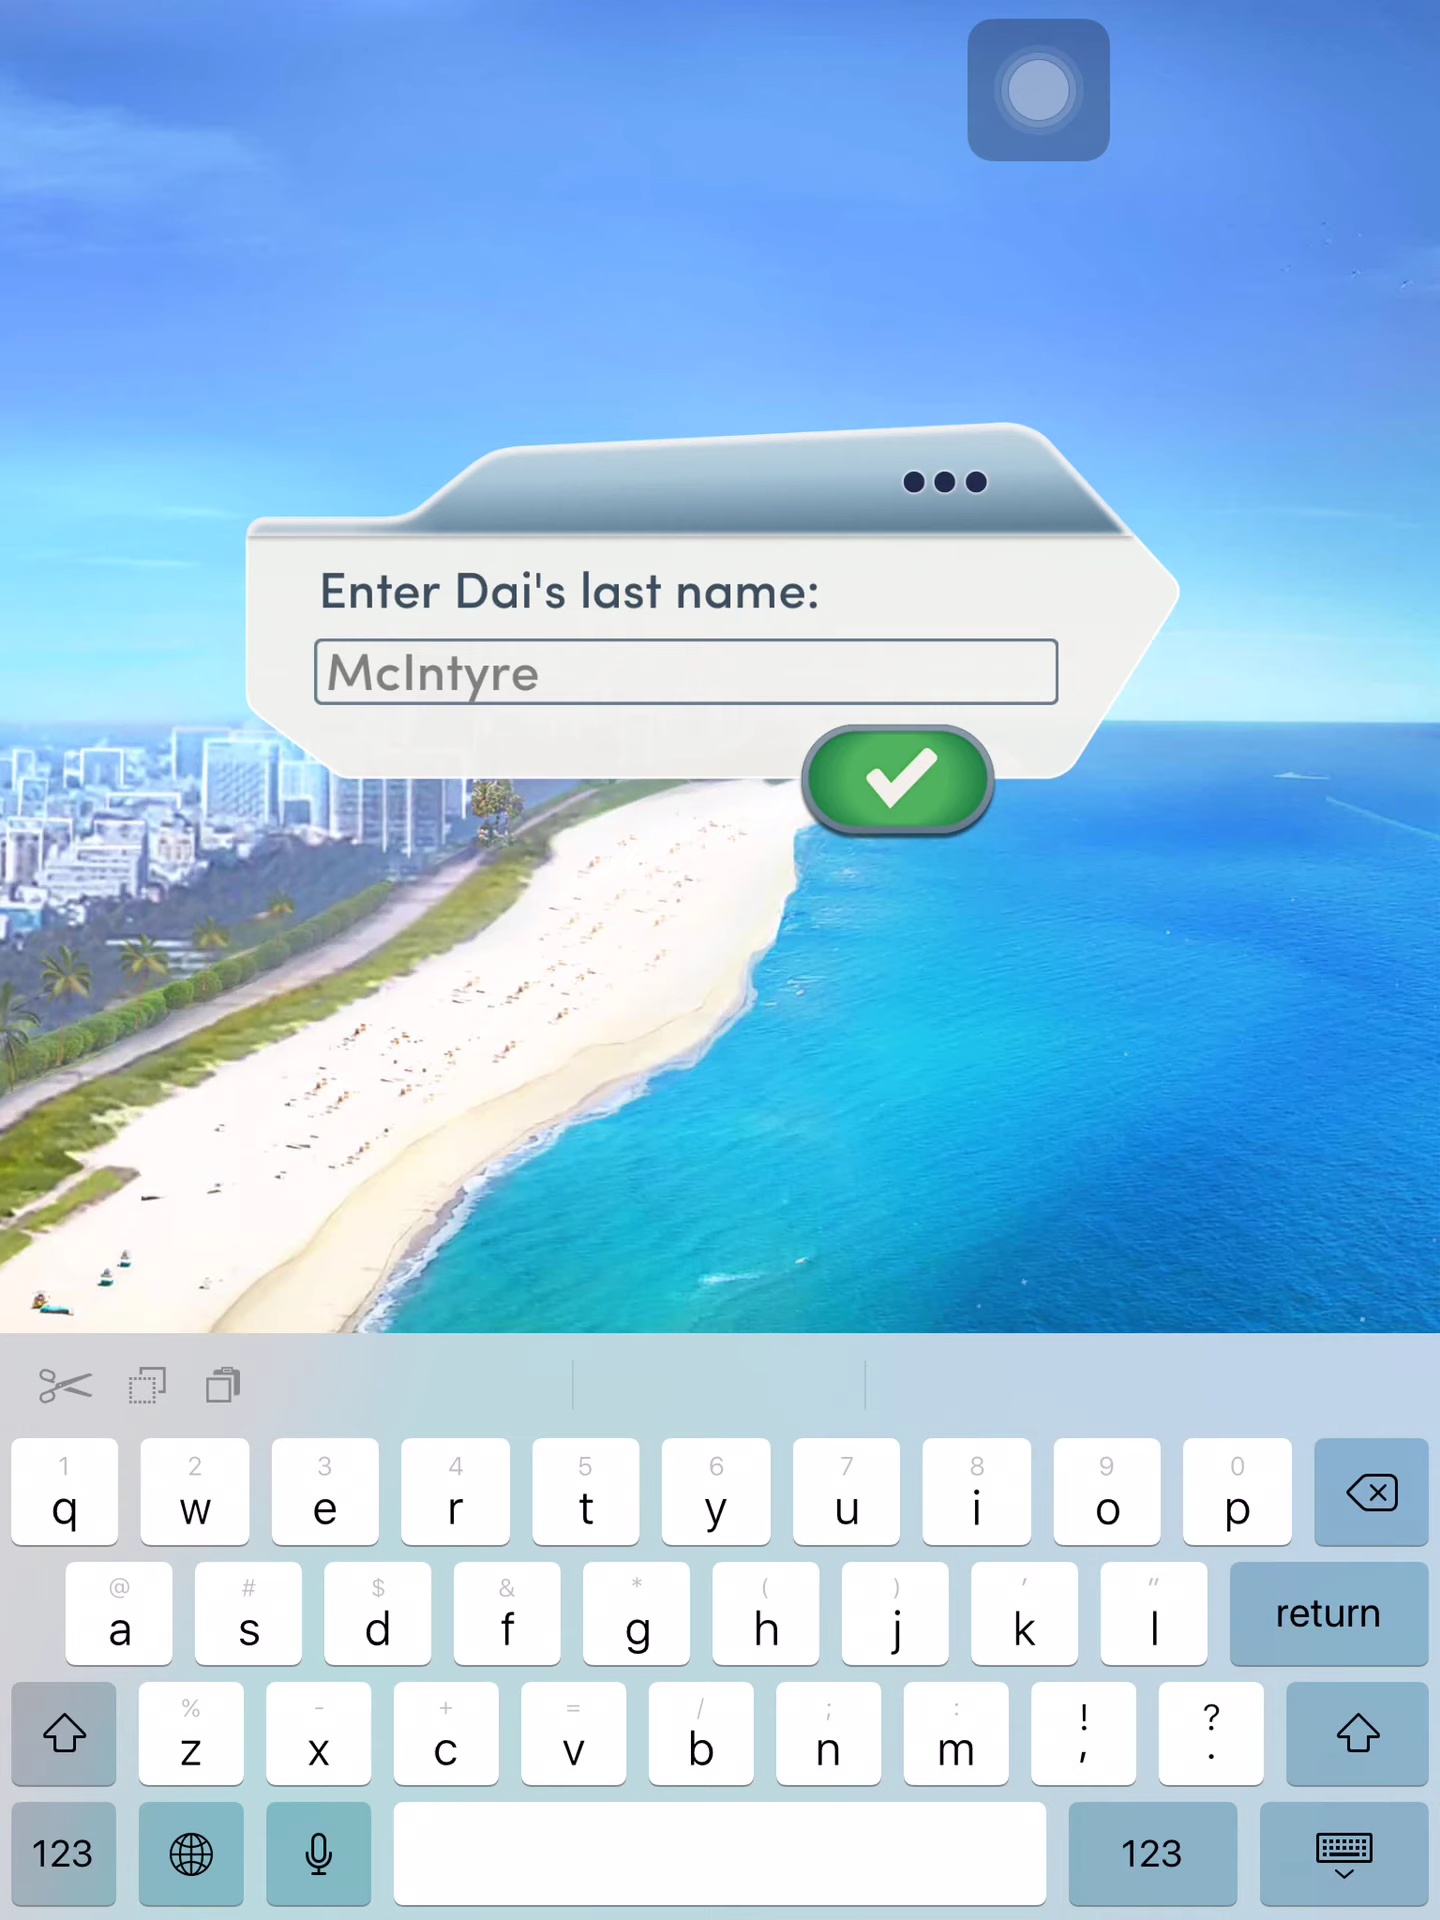 Enter Dai's last name:
McIntyre
1 2 3 4 5 6 7 8 9 0
q w e r t y u i o p
@ # $ & * ( ) ' "
a s d f g h j k l return
% - + = / ; : ! ?
z x c v b n m , .
123 123